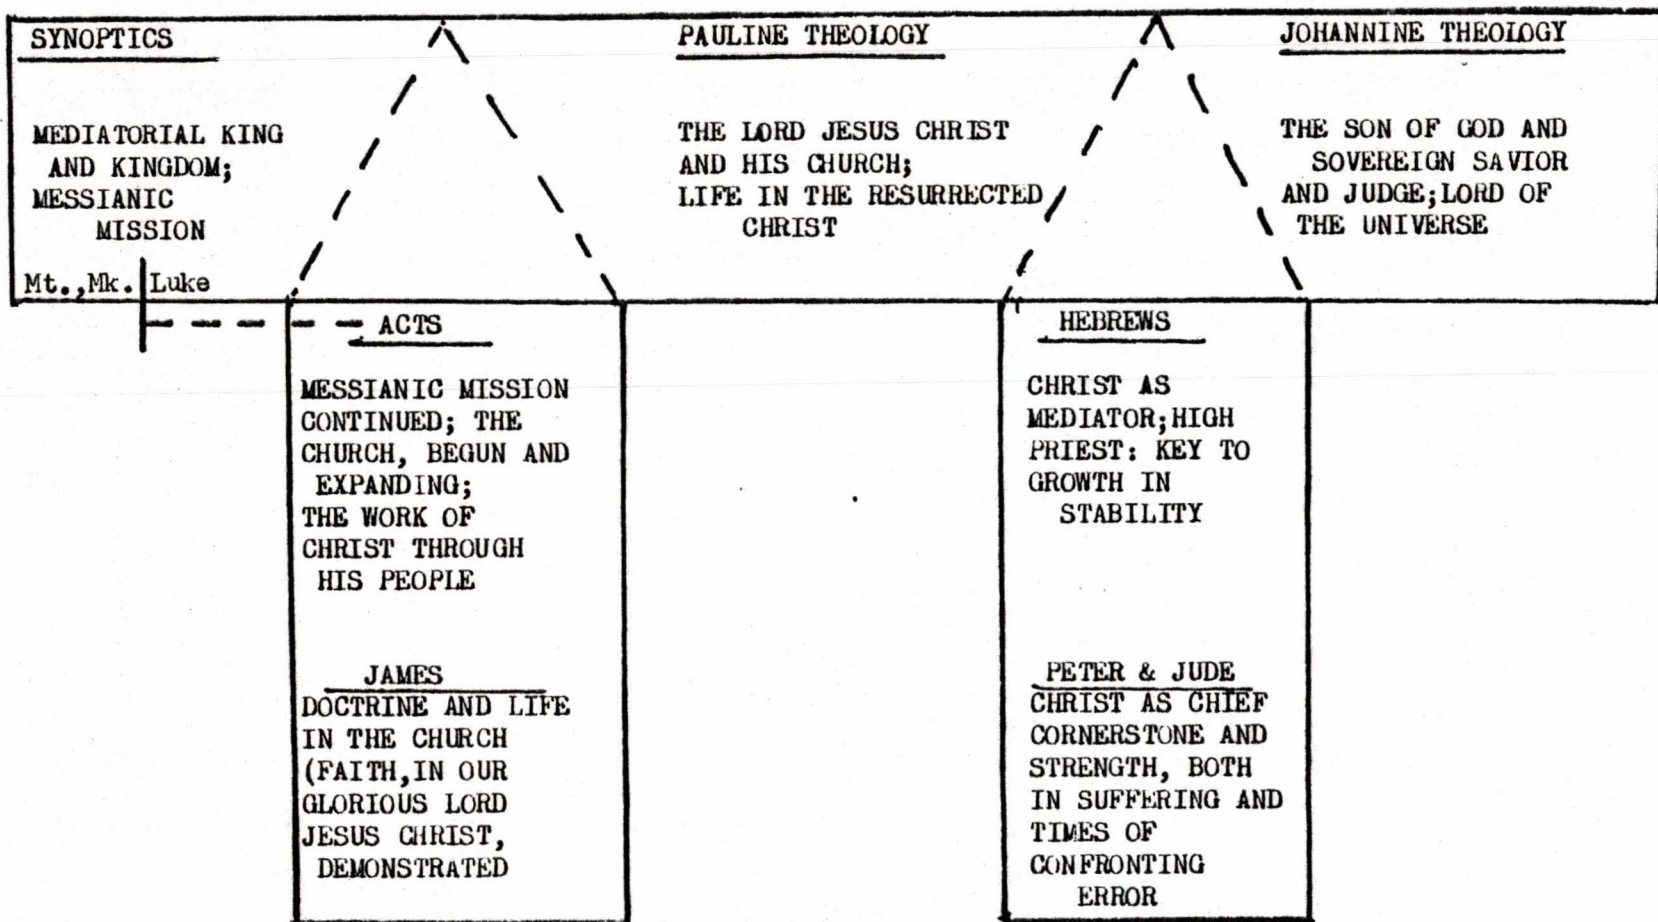 SYNOPTICS
MEDIATORIAL KING
AND KINGDOM;
MESSIANIC
MISSION
Mt.,Mk. Luke
PAULINE THEOLOGY
THE LORD JESUS CHRIST
AND HIS CHURCH;
LIFE IN THE RESURRECTED
CHRIST
JOHANNINE THEOLOGY
THE SON OF GOD AND
SOVEREIGN SAVIOR
AND JUDGE;LORD OF
THE UNIVERSE
ACTS
MESSIANIC MISSION
CONTINUED; THE
CHURCH, BEGUN AND
EXPANDING;
THE WORK OF
CHRIST THROUGH
HIS PEOPLE
JAMES
DOCTRINE AND LIFE
IN THE CHURCH
(FAITH,IN OUR
GLORIOUS LORD
JESUS CHRIST,
DEMONSTRATED
HEBREWS
CHRIST AS
MEDIATOR;HIGH
PRIEST: KEY TO
GROWTH IN
STABILITY
PETER & JUDE
CHRIST AS CHIEF
CORNERSTONE AND
STRENGTH, BOTH
IN SUFFERING AND
TIMES OF
CONFRONTING
ERROR